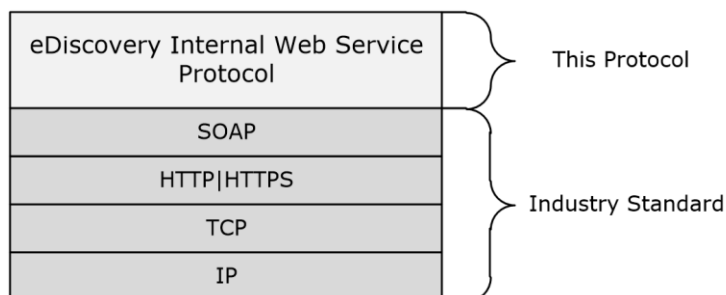 eDiscovery Internal Web Service
Protocol
This Protocol
SOAP
HTTP|HTTPS
TCP
IP
Industry Standard